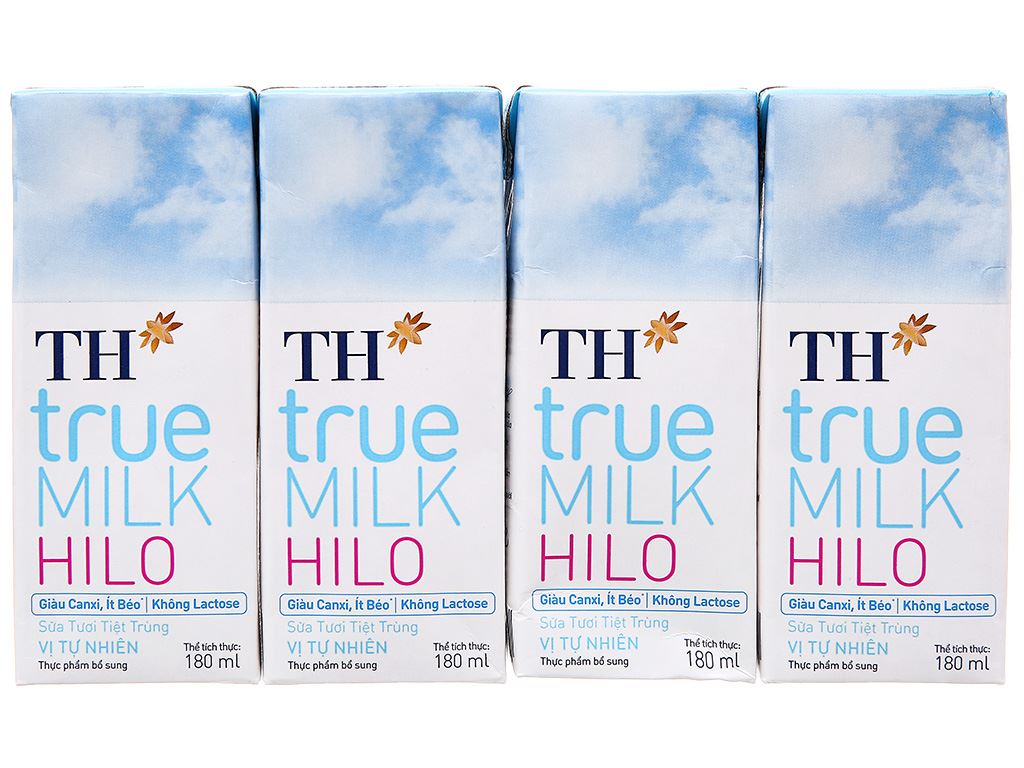 TH
true
MILK
HILO
Giàu Canxi, Ít Béo* | Không Lactose
Sữa Tươi Tiệt Trùng
VỊ TỰ NHIÊN
Thực phẩm bổ sung
Thể tích thực:
180 ml
TH
true
MILK
HILO
Giàu Canxi, Ít Béo* | Không Lactose
Sữa Tươi Tiệt Trùng
VỊ TỰ NHIÊN
Thực phẩm bổ sung
Thể tích thực:
180 ml
TH
true
MILK
HILO
Giàu Canxi, Ít Béo* | Không Lactose
Sữa Tươi Tiệt Trùng
VỊ TỰ NHIÊN
Thực phẩm bổ sung
Thể tích thực:
180 ml
TH
true
MILK
HILO
Giàu Canxi, Ít Béo* | Không Lactose
Sữa Tươi Tiệt Trùng
VỊ TỰ NHIÊN
Thực phẩm bổ sung
Thể tích thực:
180 ml